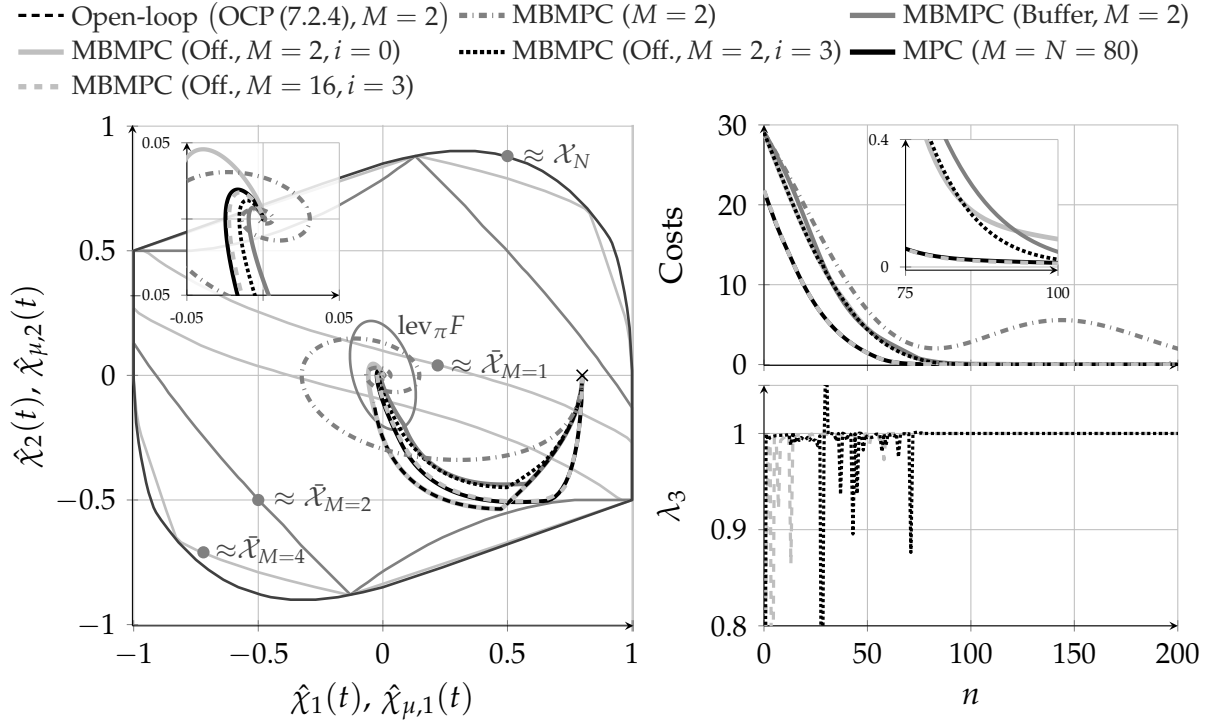 Open-loop (OCP (7.2.4), M = 2) MBMPC (M = 2) MBMPC (Buffer, M = 2)
MBMPC (Off., M = 2, i = 0) MBMPC (Off., M = 2, i = 3) MPC (M = N = 80)
MBMPC (Off., M = 16, i = 3)
1
0.5
0
−0.5
−1
−1 −0.5 0 0.5 1
χ̂₂(t), χ̂μ,₂(t)
χ̂₁(t), χ̂μ,₁(t)
0.05
-0.05
-0.05 0.05
≈ 𝒳_N
lev_π F
≈ 𝒳̄_{M=1}
≈ 𝒳̄_{M=2}
≈ 𝒳̄_{M=4}
30
20
10
0
Costs
0.4
0
75 100
1
0.9
0.8
λ₃
0 50 100 150 200
n